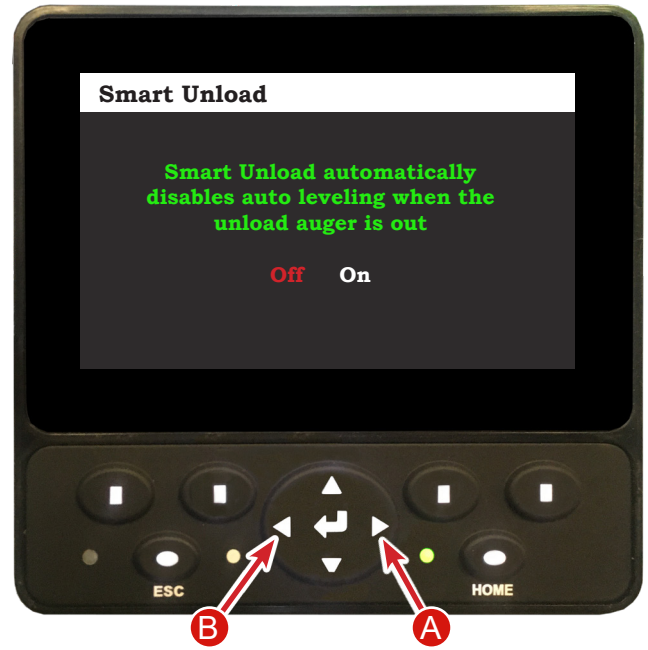 Smart Unload
Smart Unload automatically
disables auto leveling when the
unload auger is out
Off On
ESC
HOME
B
A